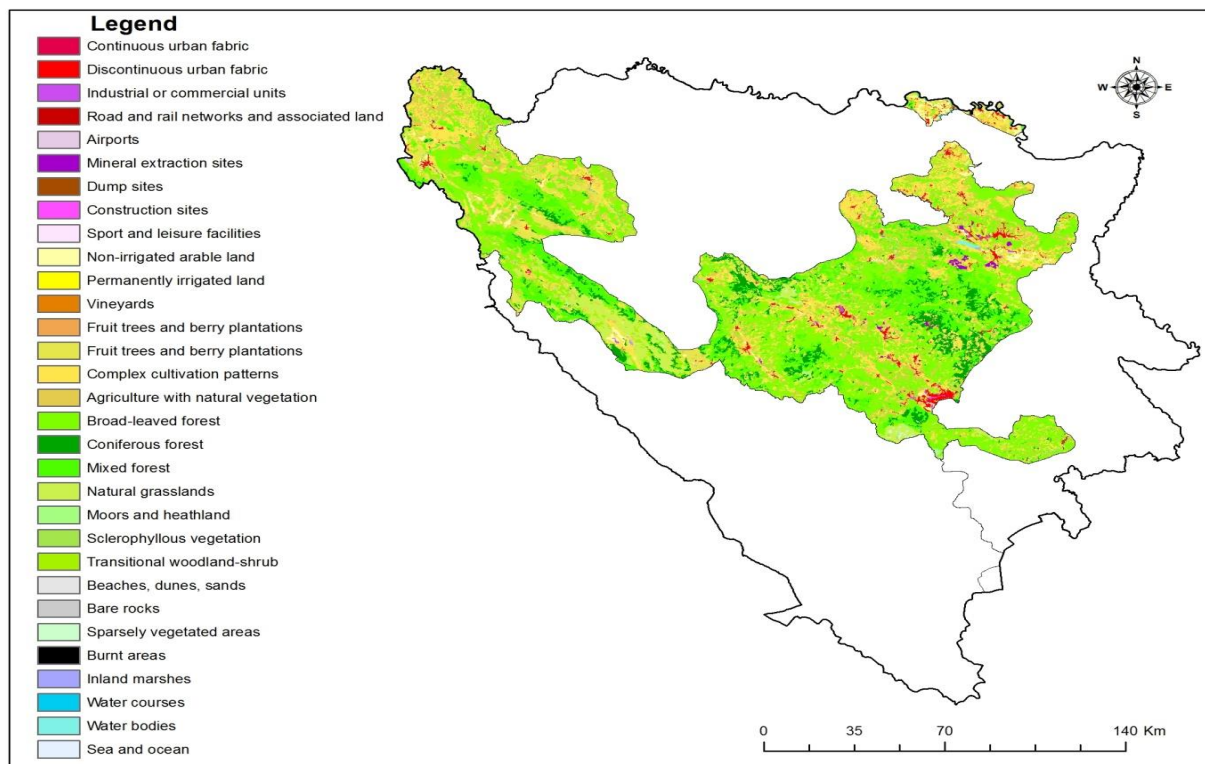 Legend
Continuous urban fabric
Discontinuous urban fabric
Industrial or commercial units
Road and rail networks and associated land
Airports
Mineral extraction sites
Dump sites
Construction sites
Sport and leisure facilities
Non-irrigated arable land
Permanently irrigated land
Vineyards
Fruit trees and berry plantations
Fruit trees and berry plantations
Complex cultivation patterns
Agriculture with natural vegetation
Broad-leaved forest
Coniferous forest
Mixed forest
Natural grasslands
Moors and heathland
Sclerophyllous vegetation
Transitional woodland-shrub
Beaches, dunes, sands
Bare rocks
Sparsely vegetated areas
Burnt areas
Inland marshes
Water courses
Water bodies
Sea and ocean
N
W E
S
0 35 70 140 Km